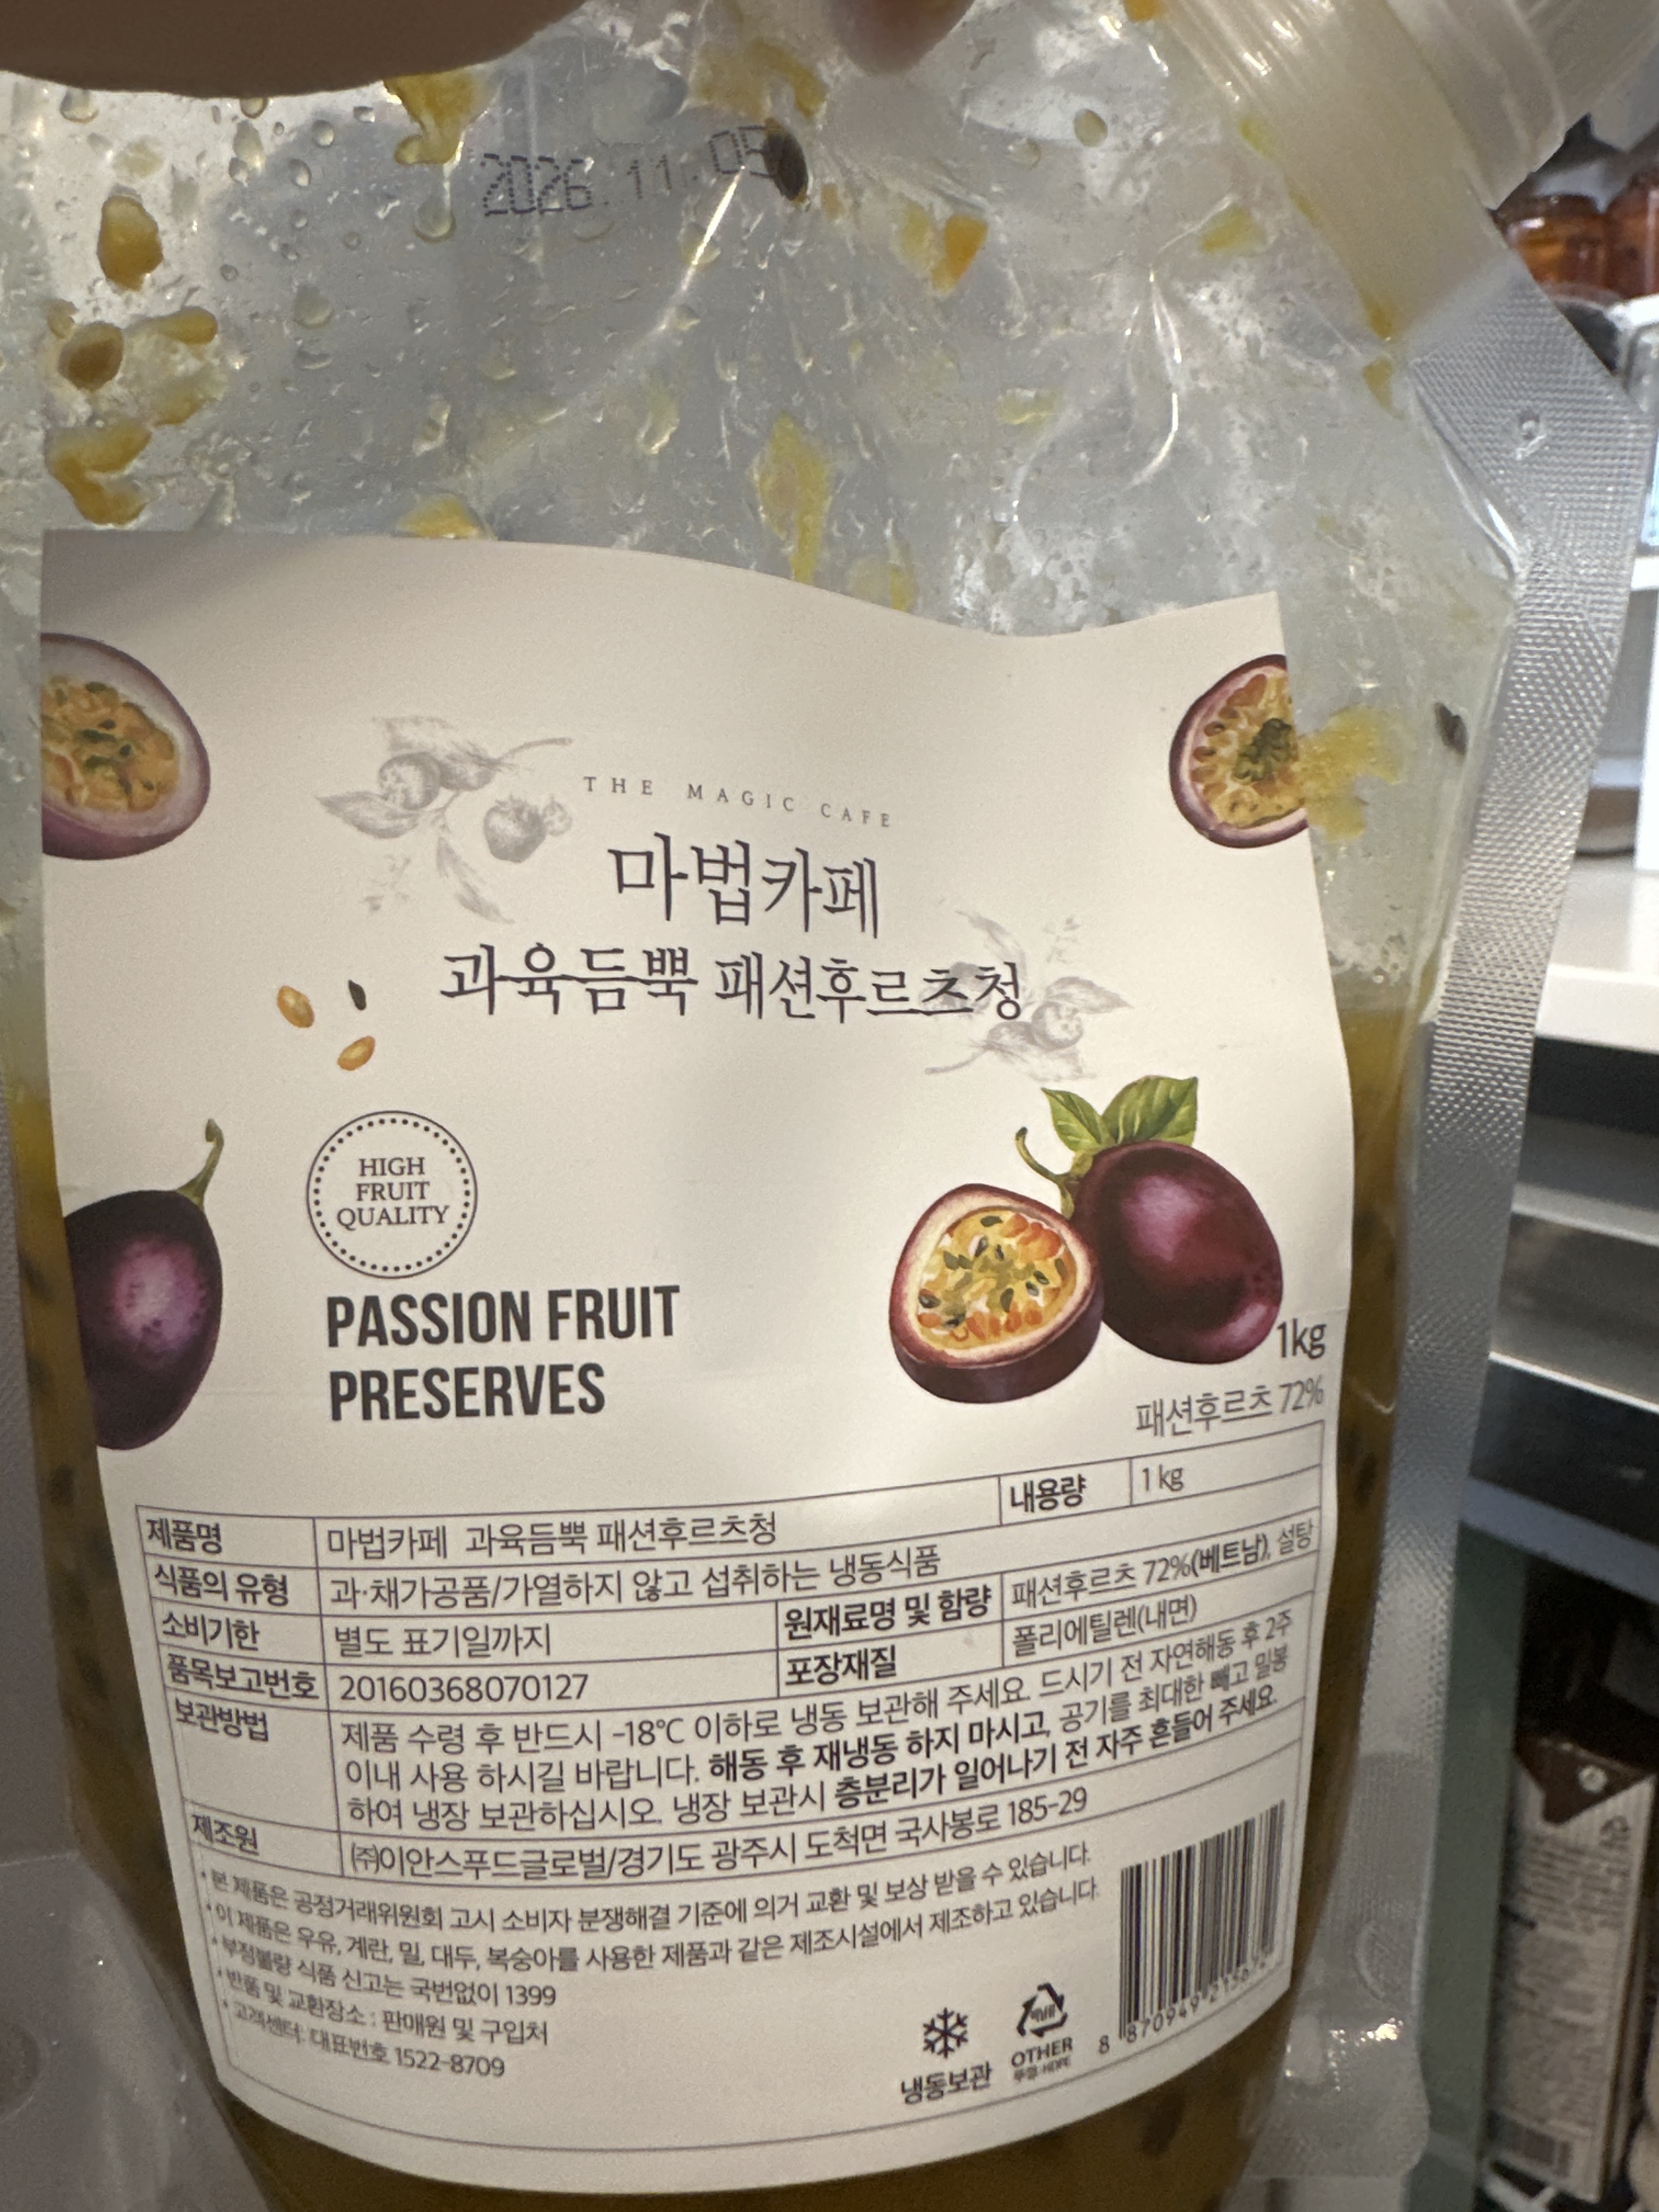 2026. 11. 05
THE MAGIC CAFE
마법카페
과육듬뿍 패션후르츠청
HIGH
FRUIT
QUALITY
PASSION FRUIT
PRESERVES
1kg
패션후르츠 72%
제품명 마법카페 과육듬뿍 패션후르츠청 내용량 1 kg
식품의 유형 과·채가공품/가열하지 않고 섭취하는 냉동식품
소비기한 별도 표기일까지 원재료명 및 함량 패션후르츠 72%(베트남), 설탕
품목보고번호 20160368070127 포장재질 폴리에틸렌(내면)
보관방법 제품 수령 후 반드시 -18℃ 이하로 냉동 보관해 주세요. 드시기 전 자연해동 후 2주
이내 사용 하시길 바랍니다. 해동 후 재냉동 하지 마시고, 공기를 최대한 빼고 밀봉
하여 냉장 보관하십시오. 냉장 보관시 층분리가 일어나기 전 자주 흔들어 주세요.
제조원 ㈜이안스푸드글로벌/경기도 광주시 도척면 국사봉로 185-29
* 본 제품은 공정거래위원회 고시 소비자 분쟁해결 기준에 의거 교환 및 보상 받을 수 있습니다.
* 이 제품은 우유, 계란, 밀, 대두, 복숭아를 사용한 제품과 같은 제조시설에서 제조하고 있습니다.
* 부정불량 식품 신고는 국번없이 1399
* 반품 및 교환장소 : 판매원 및 구입처
* 고객센터: 대표번호 1522-8709
냉동보관
OTHER
뚜껑:HDPE